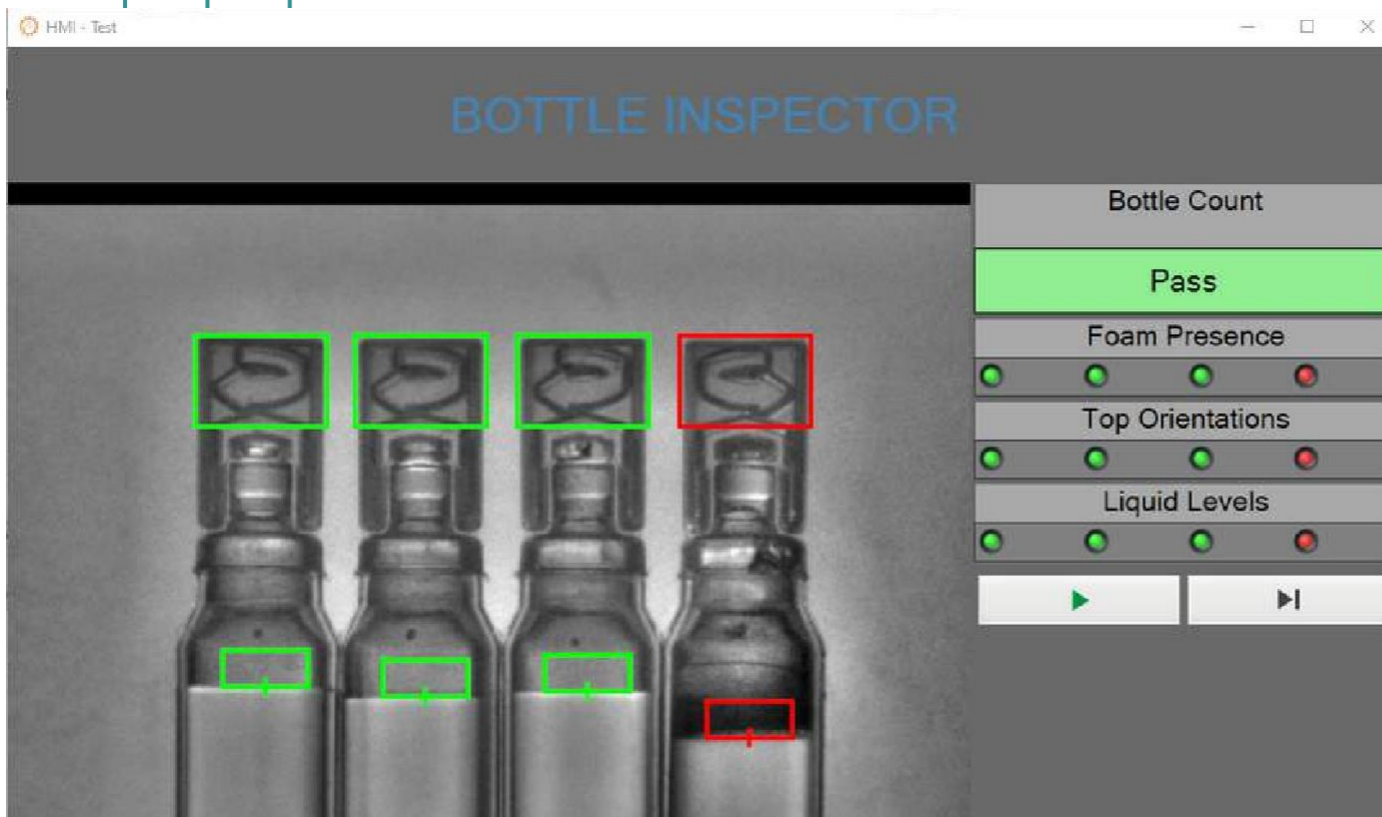 HMI - Test
BOTTLE INSPECTOR
Bottle Count
Pass
Foam Presence
Top Orientations
Liquid Levels